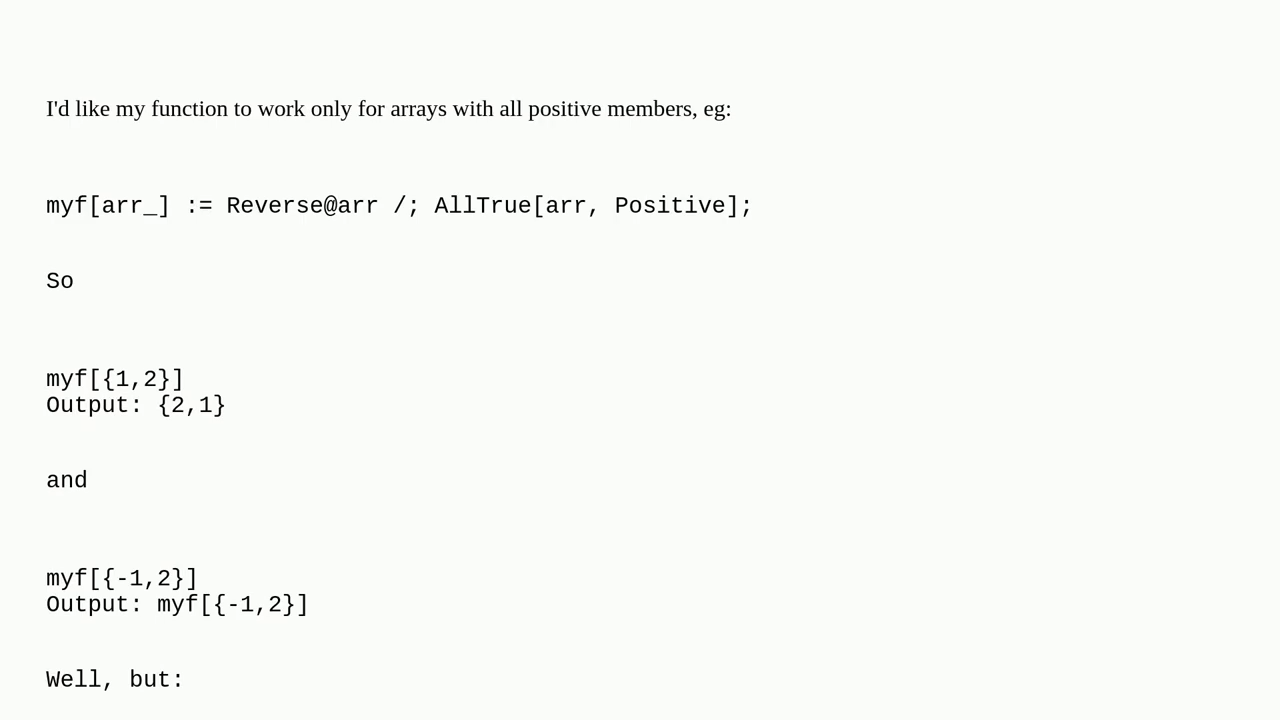 I'd like my function to work only for arrays with all positive members, eg:
myf[arr_] := Reverse@arr /; AllTrue[arr, Positive];
So
myf[{1,2}]
Output: {2,1}
and
myf[{-1,2}]
Output: myf[{-1,2}]
Well, but: